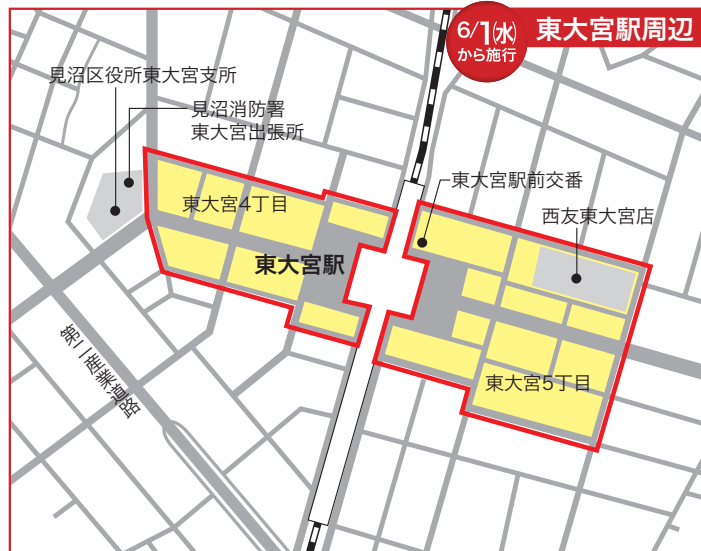 6/1(水)
から施行
東大宮駅周辺
見沼区役所東大宮支所
見沼消防署
東大宮出張所
東大宮駅前交番
西友東大宮店
東大宮4丁目
東大宮駅
第二産業道路
東大宮5丁目